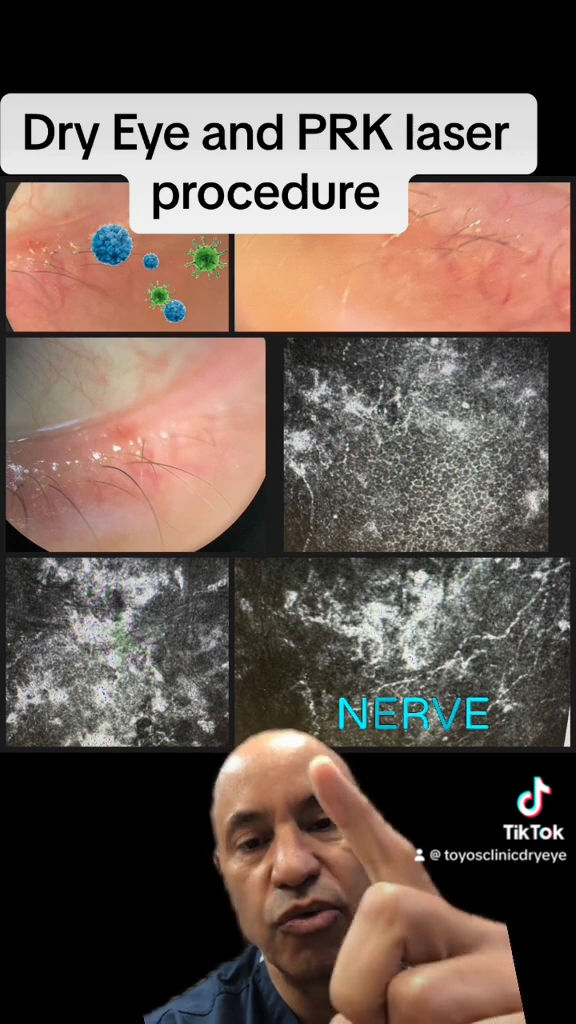 Dry Eye and PRK laser
procedure
NERVE
TikTok
@ toyosclinicdryeye